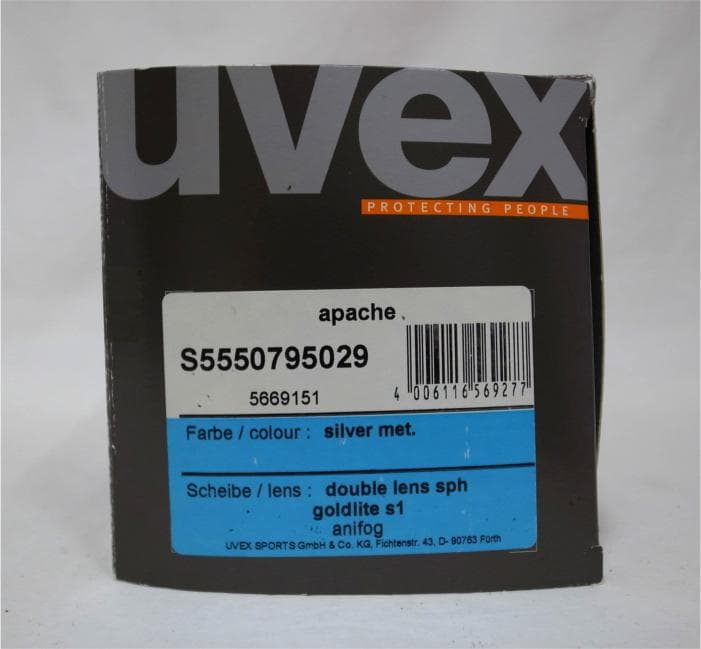 uvex
PROTECTING PEOPLE
apache
S5550795029
5669151
4 006116 569277
Farbe / colour : silver met.
Scheibe / lens : double lens sph
goldlite s1
anifog
UVEX SPORTS GmbH & Co. KG, Fichtenstr. 43, D- 90763 Fürth